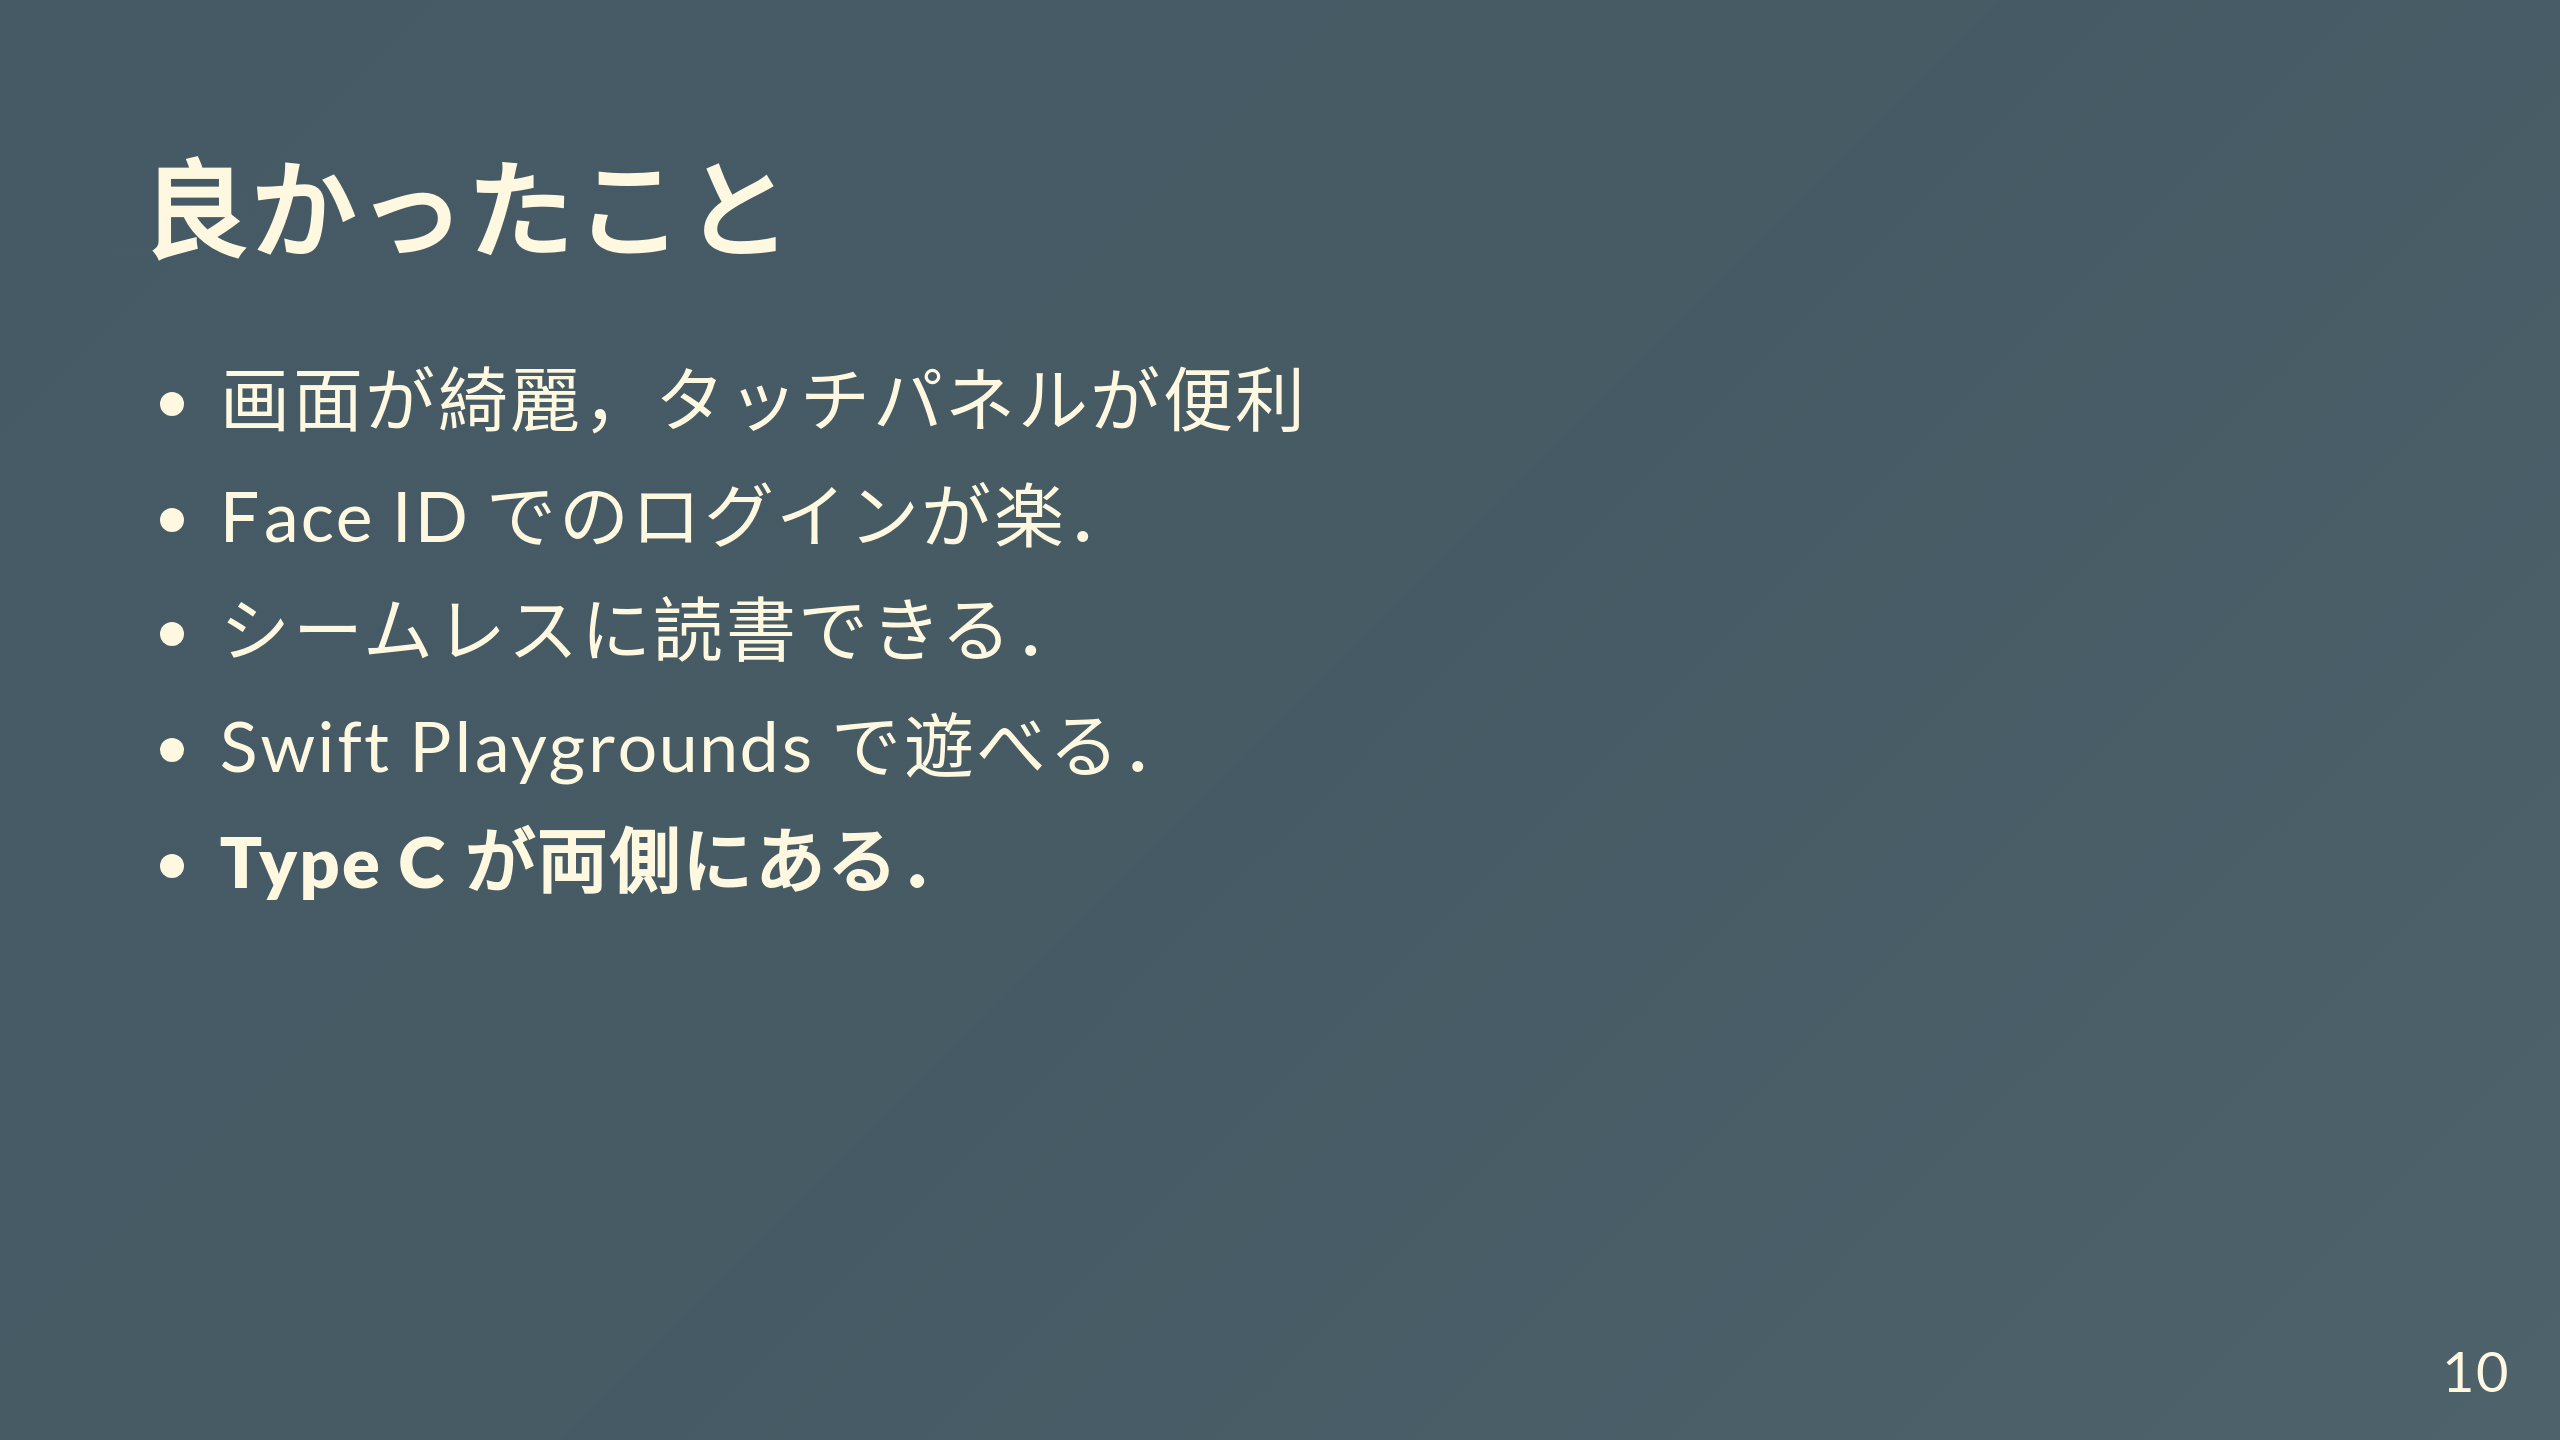 良かったこと
• 画面が綺麗，タッチパネルが便利
• Face ID でのログインが楽．
• シームレスに読書できる．
• Swift Playgrounds で遊べる．
• Type C が両側にある．
10